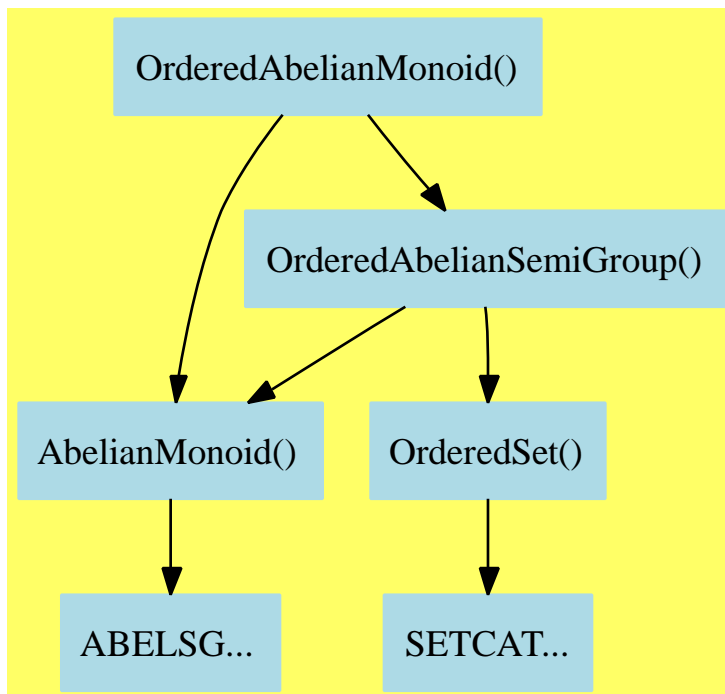 OrderedAbelianMonoid()
OrderedAbelianSemiGroup()
AbelianMonoid()
OrderedSet()
ABELSG...
SETCAT...